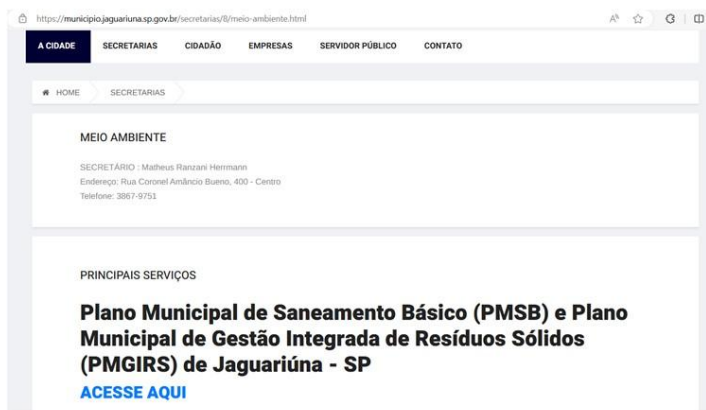 https://municipio.jaguariuna.sp.gov.br/secretarias/8/meio-ambiente.html
A CIDADE SECRETARIAS CIDADÃO EMPRESAS SERVIDOR PÚBLICO CONTATO
HOME SECRETARIAS
MEIO AMBIENTE
SECRETÁRIO : Matheus Ranzani Herrmann
Endereço: Rua Coronel Amâncio Bueno, 400 - Centro
Telefone: 3867-9751
PRINCIPAIS SERVIÇOS
Plano Municipal de Saneamento Básico (PMSB) e Plano
Municipal de Gestão Integrada de Resíduos Sólidos
(PMGIRS) de Jaguariúna - SP
ACESSE AQUI